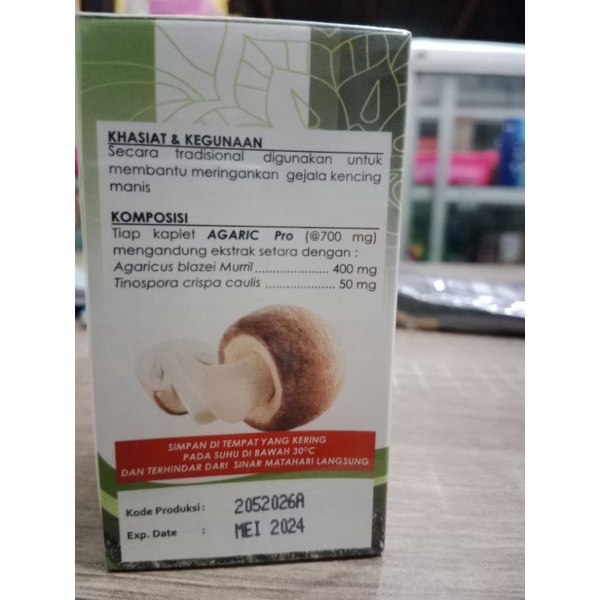 KHASIAT & KEGUNAAN
Secara tradisional digunakan untuk
membantu meringankan gejala kencing
manis
KOMPOSISI
Tiap kaplet AGARIC Pro (@700 mg)
mengandung ekstrak setara dengan :
Agaricus blazei Murril...................... 400 mg
Tinospora crispa caulis ..................... 50 mg
SIMPAN DI TEMPAT YANG KERING
PADA SUHU DI BAWAH 30°C
DAN TERHINDAR DARI SINAR MATAHARI LANGSUNG
Kode Produksi : 2052026A
Exp. Date : MEI 2024